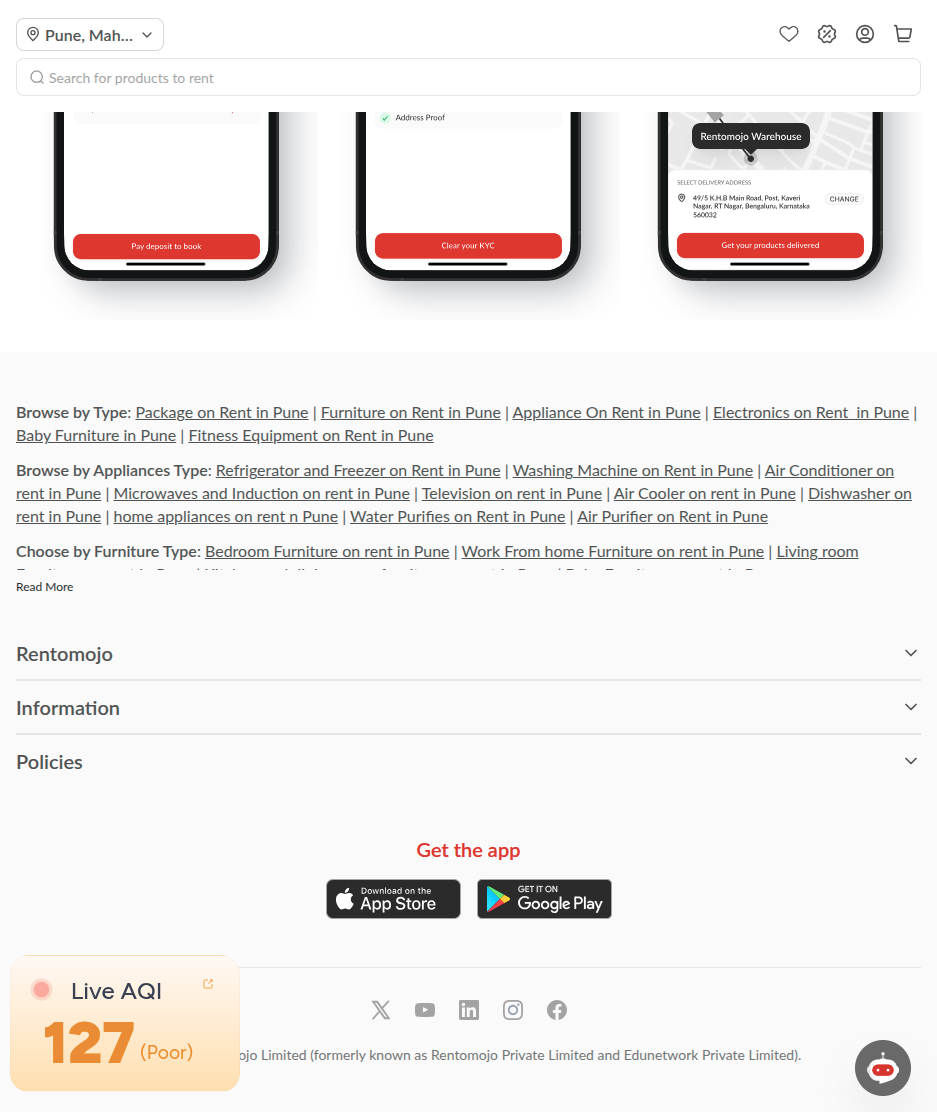 Pune, Mah...
Search for products to rent
Address Proof
Rentomojo Warehouse
SELECT DELIVERY ADDRESS
49/5 K.H.B Main Road, Post, Kaveri
Nagar, RT Nagar, Bengaluru, Karnataka
560032
CHANGE
Pay deposit to book
Clear your KYC
Get your products delivered
Browse by Type: Package on Rent in Pune | Furniture on Rent in Pune | Appliance On Rent in Pune | Electronics on Rent  in Pune |
Baby Furniture in Pune | Fitness Equipment on Rent in Pune
Browse by Appliances Type: Refrigerator and Freezer on Rent in Pune | Washing Machine on Rent in Pune | Air Conditioner on
rent in Pune | Microwaves and Induction on rent in Pune | Television on rent in Pune | Air Cooler on rent in Pune | Dishwasher on
rent in Pune | home appliances on rent n Pune | Water Purifies on Rent in Pune | Air Purifier on Rent in Pune
Choose by Furniture Type: Bedroom Furniture on rent in Pune | Work From home Furniture on rent in Pune | Living room
Read More
Rentomojo
Information
Policies
Get the app
Download on the
App Store
GET IT ON
Google Play
Live AQI
127 (Poor)
ojo Limited (formerly known as Rentomojo Private Limited and Edunetwork Private Limited).